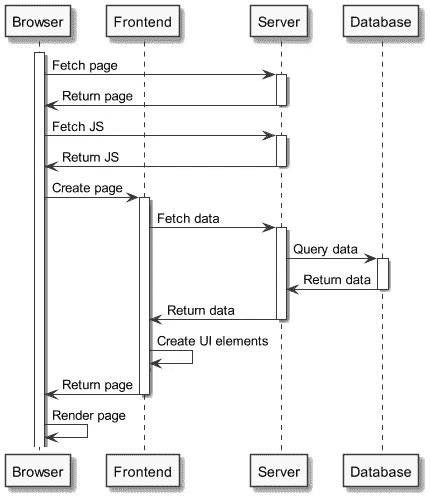 Browser Frontend Server Database
Fetch page
Return page
Fetch JS
Return JS
Create page
Fetch data
Query data
Return data
Return data
Create UI elements
Return page
Render page
Browser Frontend Server Database